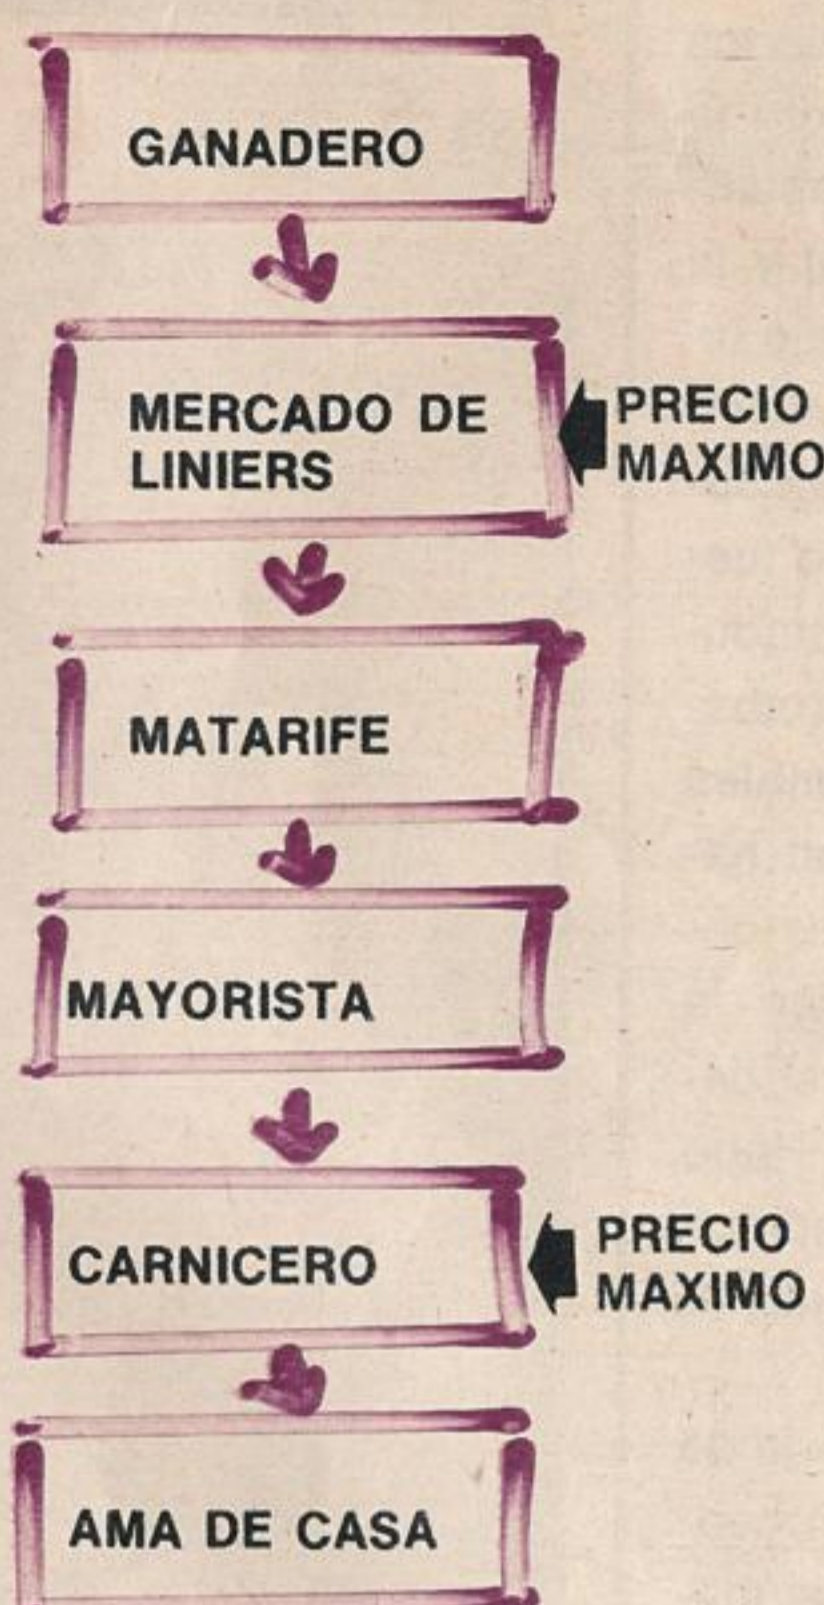 GANADERO
MERCADO DE
LINIERS
PRECIO
MAXIMO
MATARIFE
MAYORISTA
CARNICERO
PRECIO
MAXIMO
AMA DE CASA